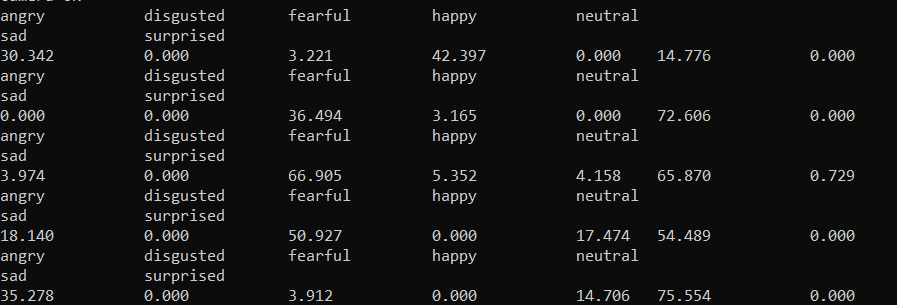 angry disgusted fearful happy neutral
sad surprised
30.342 0.000 3.221 42.397 0.000 14.776 0.000
angry disgusted fearful happy neutral
sad surprised
0.000 0.000 36.494 3.165 0.000 72.606 0.000
angry disgusted fearful happy neutral
sad surprised
3.974 0.000 66.905 5.352 4.158 65.870 0.729
angry disgusted fearful happy neutral
sad surprised
18.140 0.000 50.927 0.000 17.474 54.489 0.000
angry disgusted fearful happy neutral
sad surprised
35.278 0.000 3.912 0.000 14.706 75.554 0.000